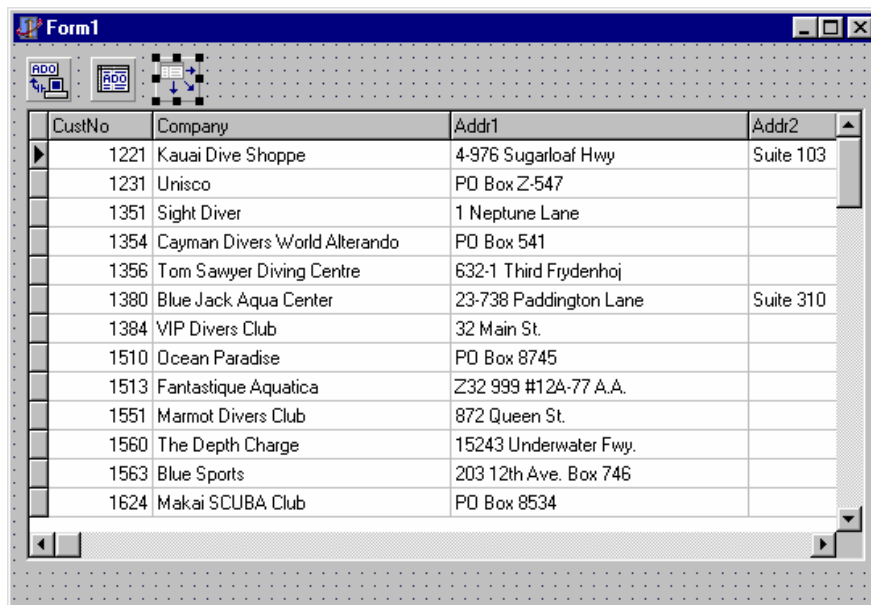 Form1
ADO
ADO
CustNo Company Addr1 Addr2
1221 Kauai Dive Shoppe 4-976 Sugarloaf Hwy Suite 103
1231 Unisco PO Box Z-547
1351 Sight Diver 1 Neptune Lane
1354 Cayman Divers World Alterando PO Box 541
1356 Tom Sawyer Diving Centre 632-1 Third Frydenhoj
1380 Blue Jack Aqua Center 23-738 Paddington Lane Suite 310
1384 VIP Divers Club 32 Main St.
1510 Ocean Paradise PO Box 8745
1513 Fantastique Aquatica Z32 999 #12A-77 A.A.
1551 Marmot Divers Club 872 Queen St.
1560 The Depth Charge 15243 Underwater Fwy.
1563 Blue Sports 203 12th Ave. Box 746
1624 Makai SCUBA Club PO Box 8534